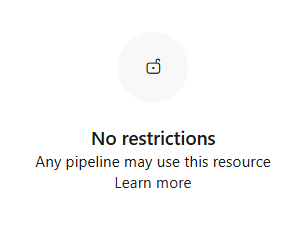 No restrictions
Any pipeline may use this resource
Learn more